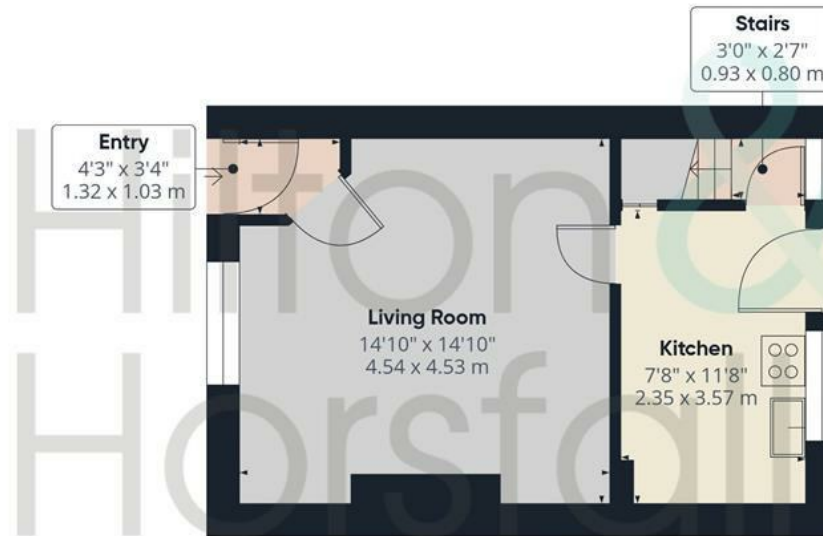 Stairs
3'0" x 2'7"
0.93 x 0.80 m
Entry
4'3" x 3'4"
1.32 x 1.03 m
Living Room
14'10" x 14'10"
4.54 x 4.53 m
Kitchen
7'8" x 11'8"
2.35 x 3.57 m
Hilton &
Horsfall